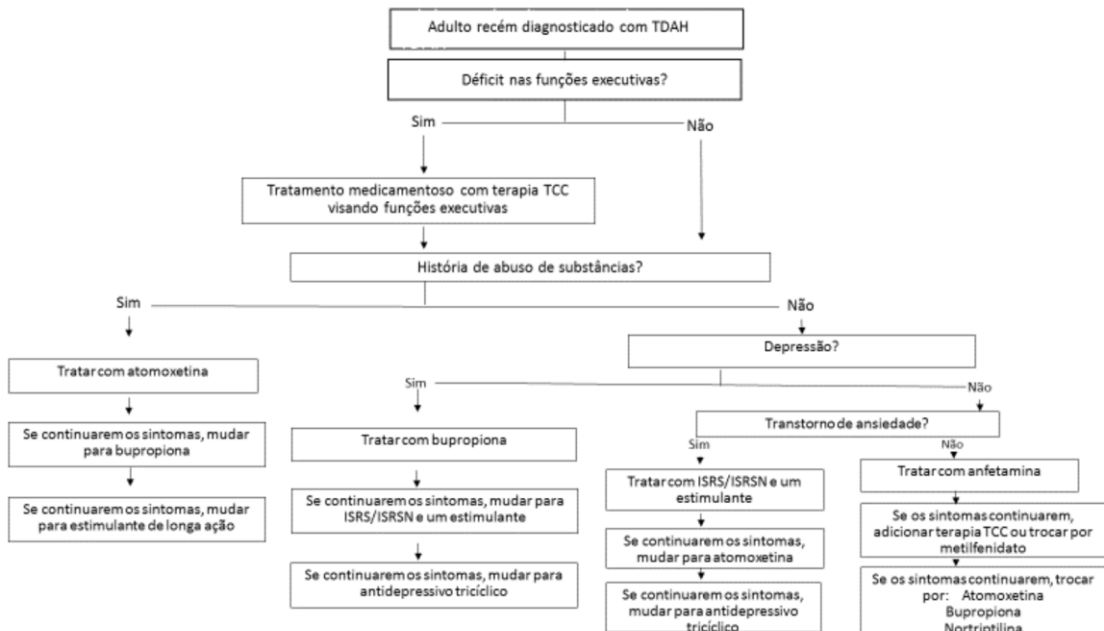 Adulto recém diagnosticado com TDAH
Déficit nas funções executivas?
Sim
Não
Tratamento medicamentoso com terapia TCC
visando funções executivas
História de abuso de substâncias?
Sim
Não
Depressão?
Tratar com atomoxetina
Sim
Não
Se continuarem os sintomas, mudar
para bupropiona
Se continuarem os sintomas, mudar
para estimulante de longa ação
Tratar com bupropiona
Se continuarem os sintomas, mudar para
ISRS/ISRSN e um estimulante
Se continuarem os sintomas, mudar para
antidepressivo tricíclico
Transtorno de ansiedade?
Sim
Não
Tratar com ISRS/ISRSN e um
estimulante
Se continuarem os sintomas,
mudar para atomoxetina
Se continuarem os sintomas,
mudar para antidepressivo
tricíclico
Tratar com anfetamina
Se os sintomas continuarem,
adicionar terapia TCC ou trocar por
metilfenidato
Se os sintomas continuarem, trocar
por: Atomoxetina
Bupropiona
Nortriptilina